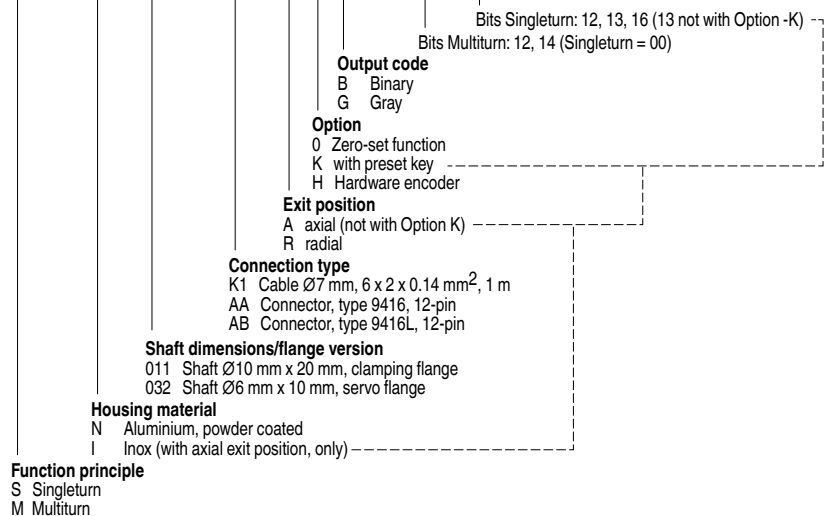 Bits Singleturn: 12, 13, 16 (13 not with Option -K)
Bits Multiturn: 12, 14 (Singleturn = 00)
Output code
B Binary
G Gray
Option
0 Zero-set function
K with preset key
H Hardware encoder
Exit position
A axial (not with Option K)
R radial
Connection type
K1 Cable Ø7 mm, 6 x 2 x 0.14 mm², 1 m
AA Connector, type 9416, 12-pin
AB Connector, type 9416L, 12-pin
Shaft dimensions/flange version
011 Shaft Ø10 mm x 20 mm, clamping flange
032 Shaft Ø6 mm x 10 mm, servo flange
Housing material
N Aluminium, powder coated
I Inox (with axial exit position, only)
Function principle
S Singleturn
M Multiturn